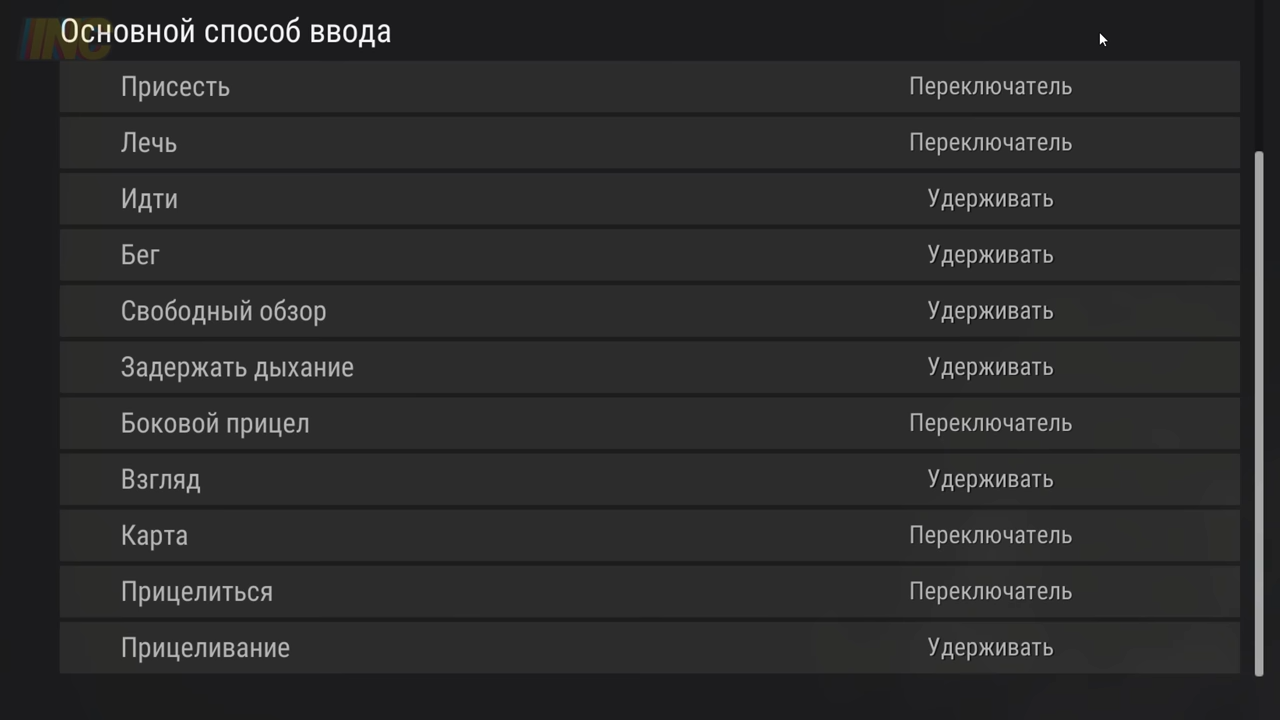 INC
Основной способ ввода
Присесть Переключатель
Лечь Переключатель
Идти Удерживать
Бег Удерживать
Свободный обзор Удерживать
Задержать дыхание Удерживать
Боковой прицел Переключатель
Взгляд Удерживать
Карта Переключатель
Прицелиться Переключатель
Прицеливание Удерживать